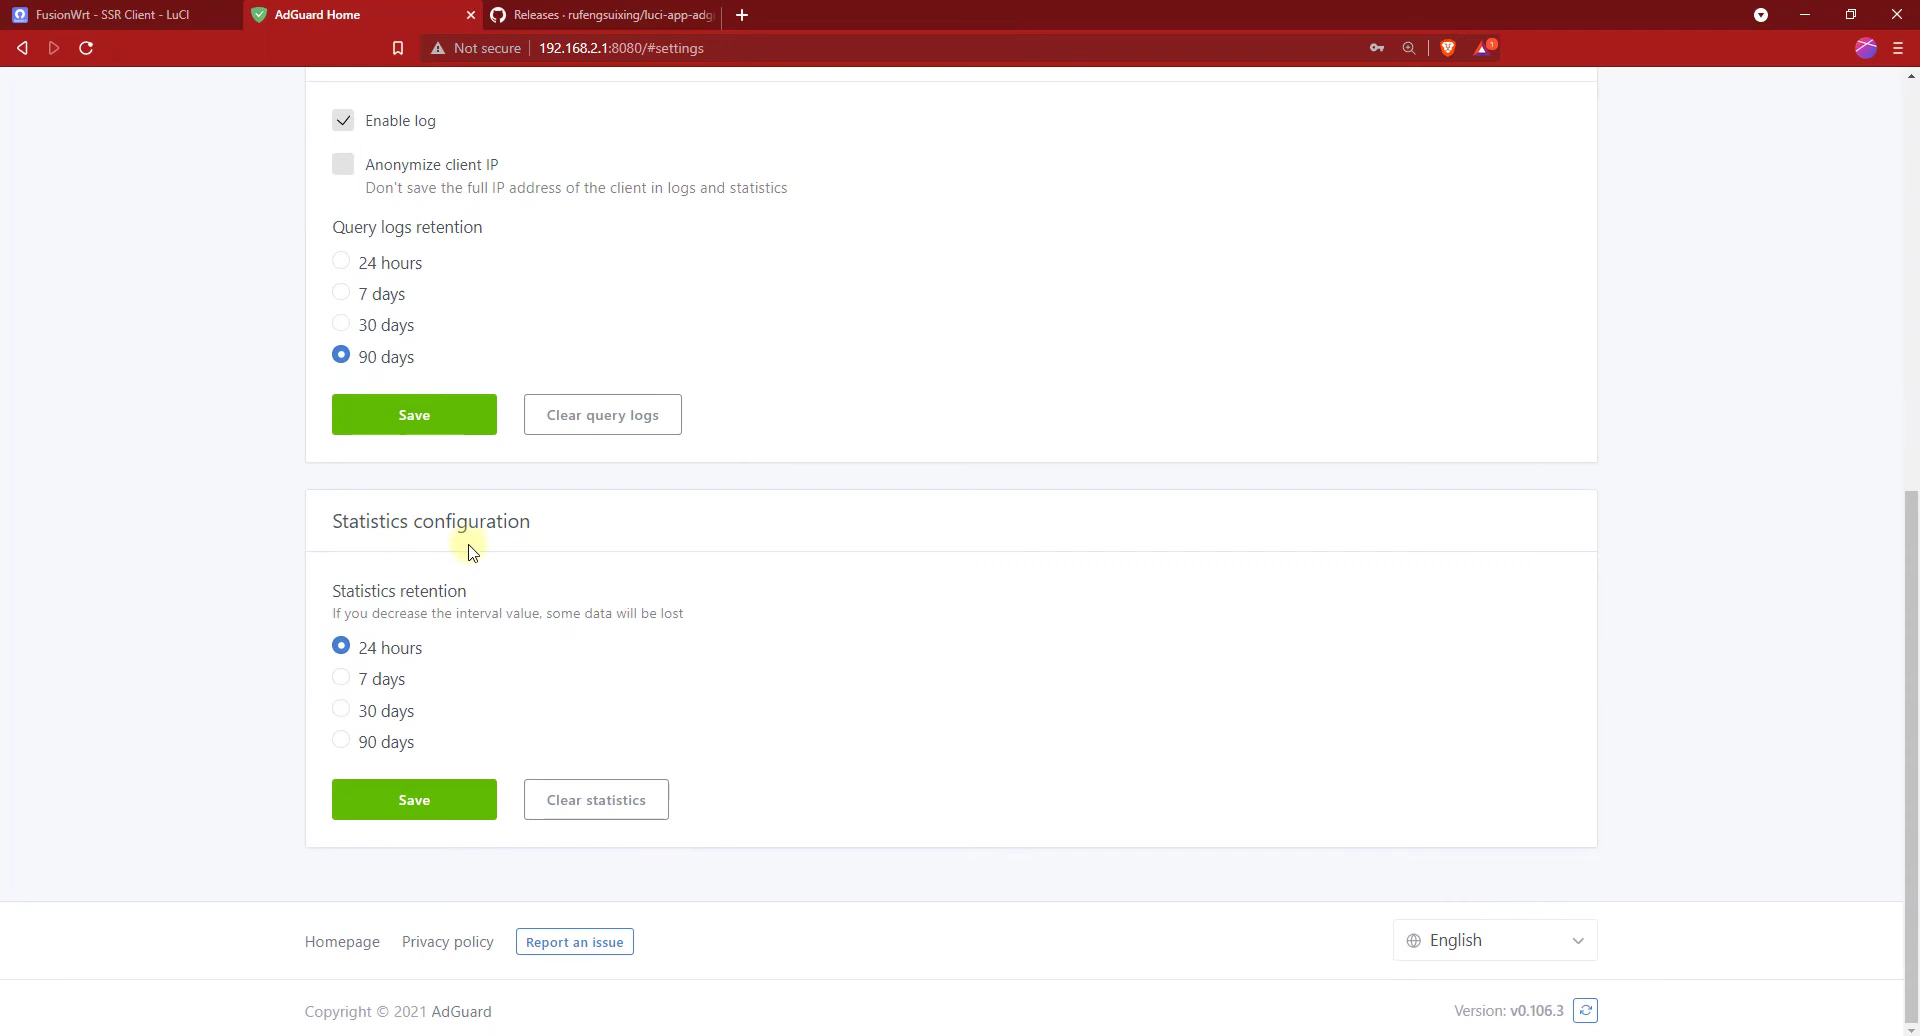 FusionWrt - SSR Client - LuCI
AdGuard Home
Releases · rufengsuixing/luci-app-adg
Not secure
192.168.2.1:8080/#settings
1
Enable log
Anonymize client IP
Don't save the full IP address of the client in logs and statistics
Query logs retention
24 hours
7 days
30 days
90 days
Save
Clear query logs
Statistics configuration
Statistics retention
If you decrease the interval value, some data will be lost
24 hours
7 days
30 days
90 days
Save
Clear statistics
Homepage
Privacy policy
Report an issue
English
Copyright © 2021 AdGuard
Version: v0.106.3